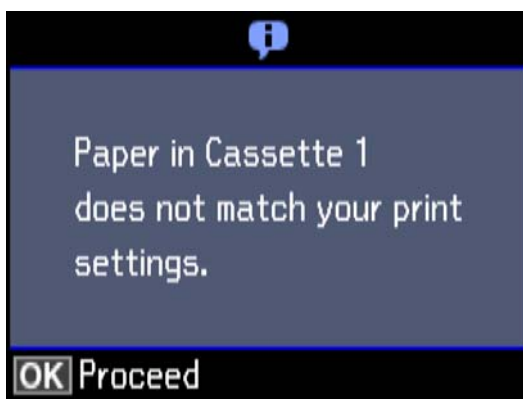 Paper in Cassette 1
does not match your print
settings.
OK Proceed